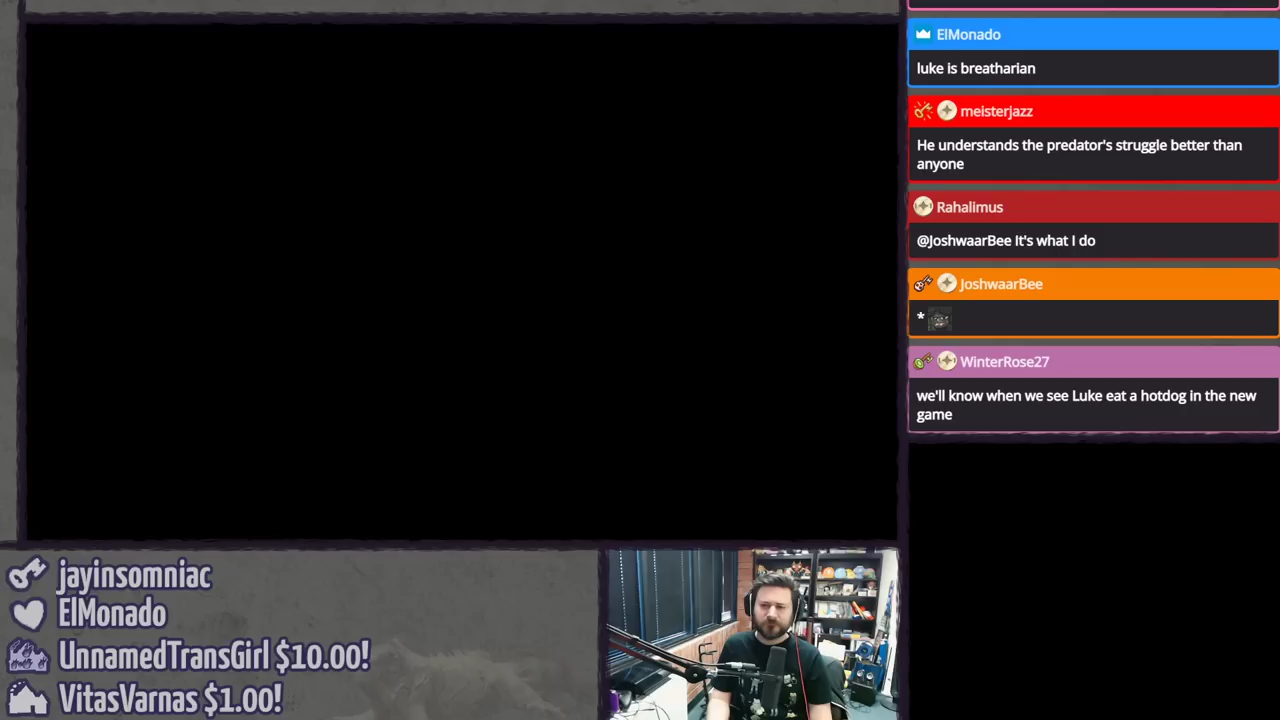 ElMonado
luke is breatharian
meisterjazz
He understands the predator's struggle better than
anyone
Rahalimus
@JoshwaarBee It's what I do
JoshwaarBee
*
WinterRose27
we'll know when we see Luke eat a hotdog in the new
game
jayinsomniac
ElMonado
UnnamedTransGirl $10.00!
VitasVarnas $1.00!